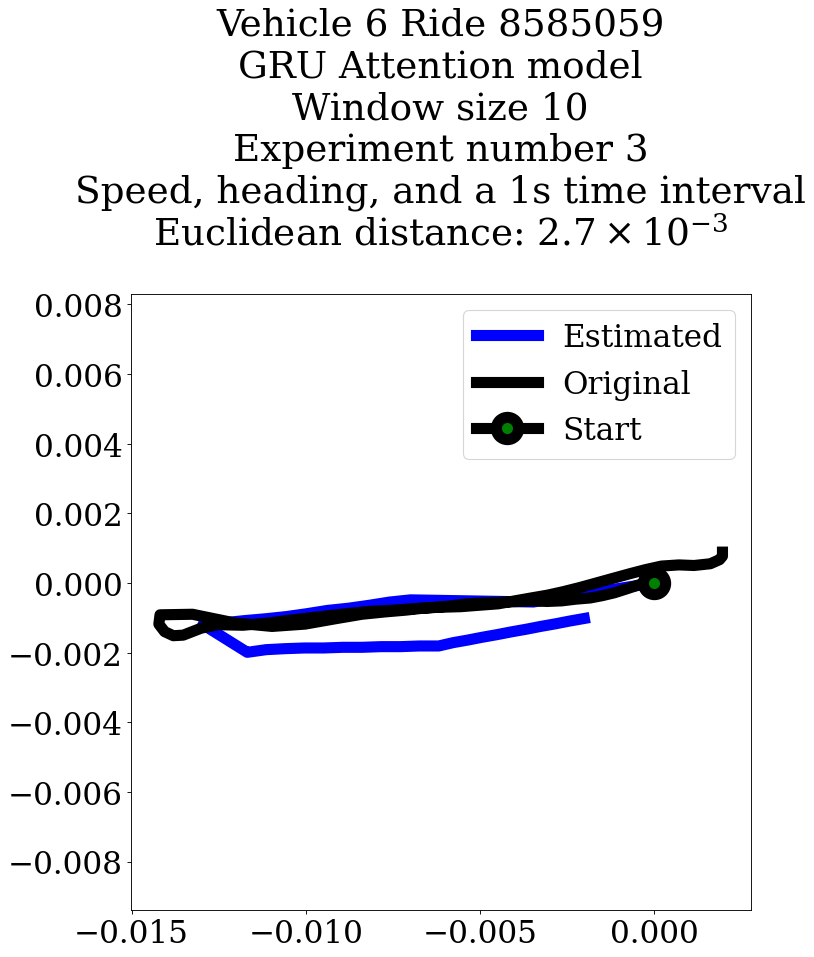 Vehicle 6 Ride 8585059
GRU Attention model
Window size 10
Experiment number 3
Speed, heading, and a 1s time interval
Euclidean distance: 2.7 × 10⁻³
0.008
0.006
0.004
0.002
0.000
−0.002
−0.004
−0.006
−0.008
Estimated
Original
Start
−0.015 −0.010 −0.005 0.000